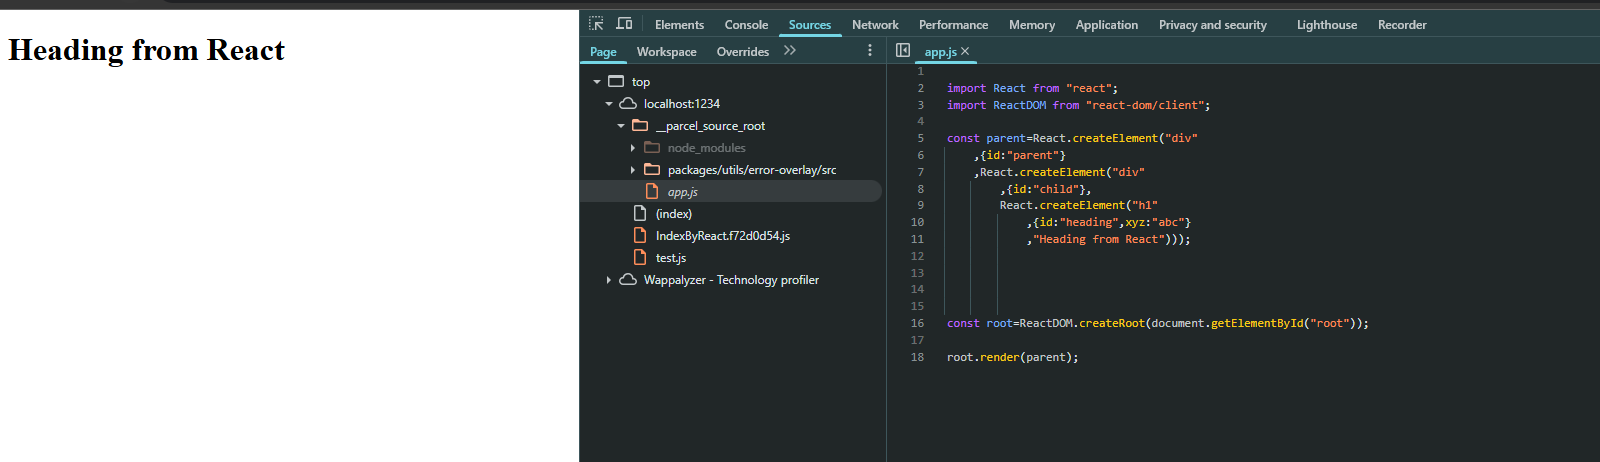 Heading from React
Elements Console Sources Network Performance Memory Application Privacy and security Lighthouse Recorder
Page Workspace Overrides
app.js
top
localhost:1234
__parcel_source_root
node_modules
packages/utils/error-overlay/src
app.js
(index)
IndexByReact.f72d0d54.js
test.js
Wappalyzer - Technology profiler
1
2 import React from "react";
3 import ReactDOM from "react-dom/client";
4
5 const parent=React.createElement("div"
6 ,{id:"parent"}
7 ,React.createElement("div"
8 ,{id:"child"},
9 React.createElement("h1"
10 ,{id:"heading",xyz:"abc"}
11 ,"Heading from React")));
12
13
14
15
16 const root=ReactDOM.createRoot(document.getElementById("root"));
17
18 root.render(parent);